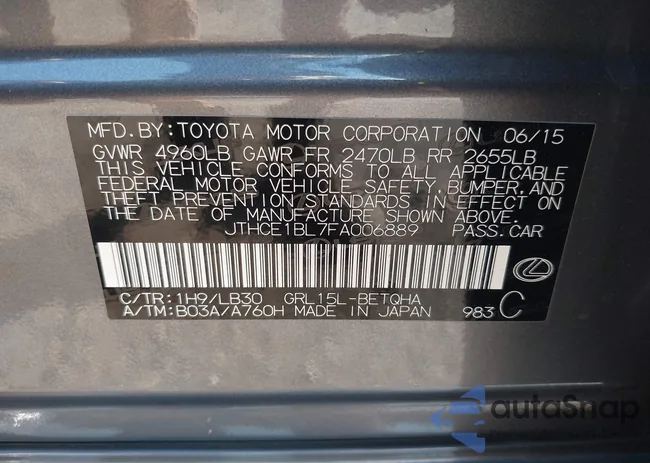 MFD.BY:TOYOTA MOTOR CORPORATION 06/15
GVWR 4960LB GAWR FR 2470LB RR 2655LB
THIS VEHICLE CONFORMS TO ALL APPLICABLE
FEDERAL MOTOR VEHICLE SAFETY,BUMPER,AND
THEFT PREVENTION STANDARDS IN EFFECT ON
THE DATE OF MANUFACTURE SHOWN ABOVE.
JTHCE1BL7FA006889 PASS.CAR
C/TR:1H9/LB30 GRL15L-BETQHA
A/TM:B03A/A760H MADE IN JAPAN 983 C
autoSnap